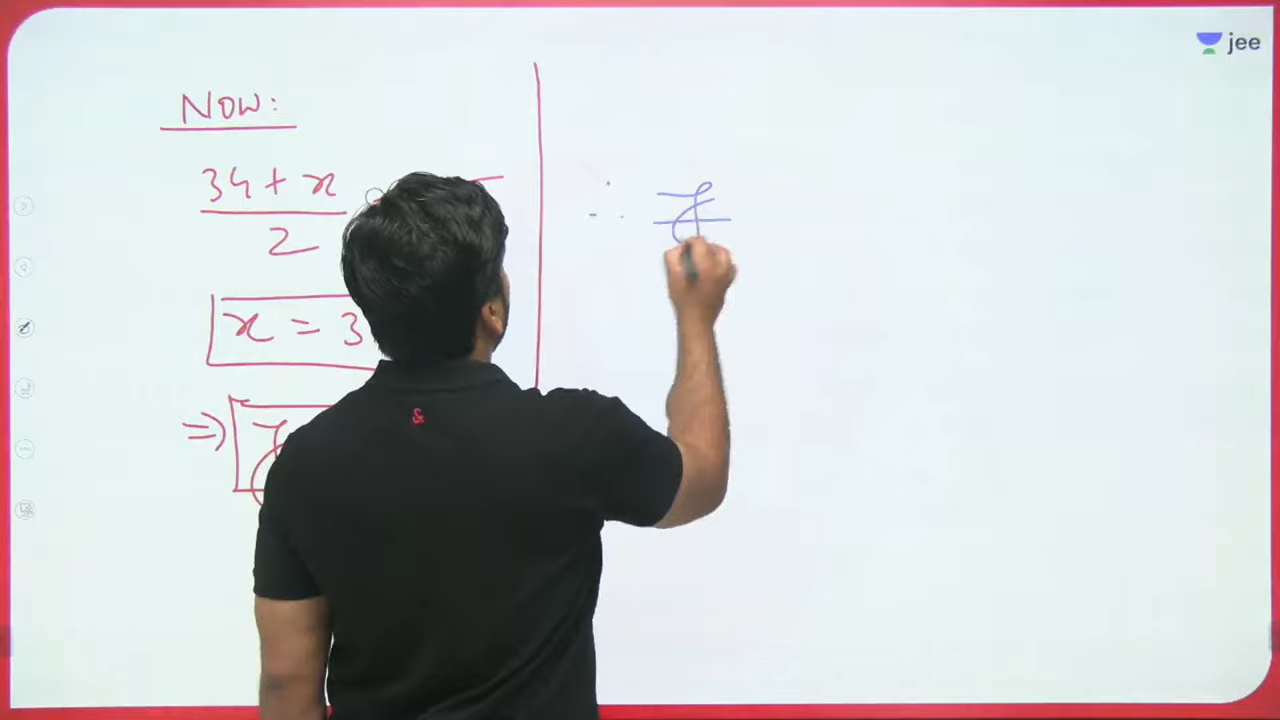 Now:
34 + x
2
x = 3
=>
∴ y
jee
&